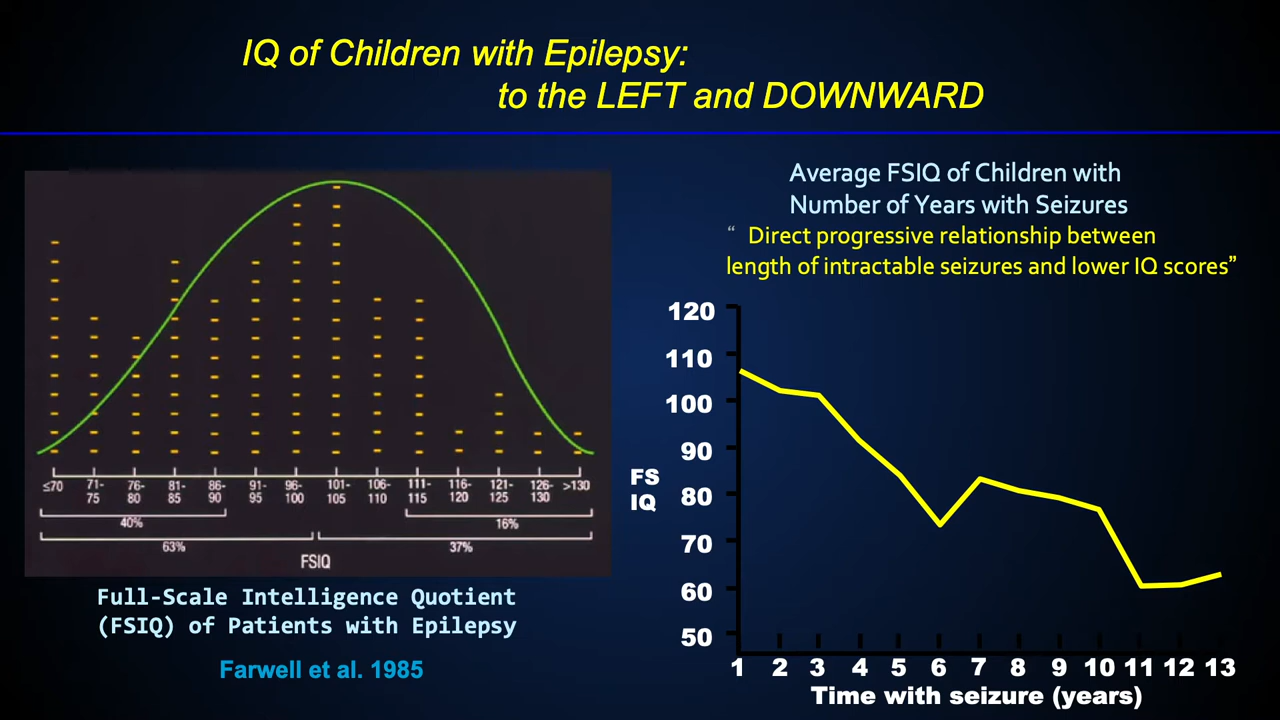 IQ of Children with Epilepsy:
to the LEFT and DOWNWARD
≤70
71-
75
76-
80
81-
85
86-
90
91-
95
96-
100
101-
105
106-
110
111-
115
116-
120
121-
125
126-
130
>130
40%
16%
63%
37%
FSIQ
Full-Scale Intelligence Quotient
(FSIQ) of Patients with Epilepsy
Farwell et al. 1985
Average FSIQ of Children with
Number of Years with Seizures
“ Direct progressive relationship between
length of intractable seizures and lower IQ scores”
120
110
100
90
80
70
60
50
FS
IQ
1 2 3 4 5 6 7 8 9 10 11 12 13
Time with seizure (years)